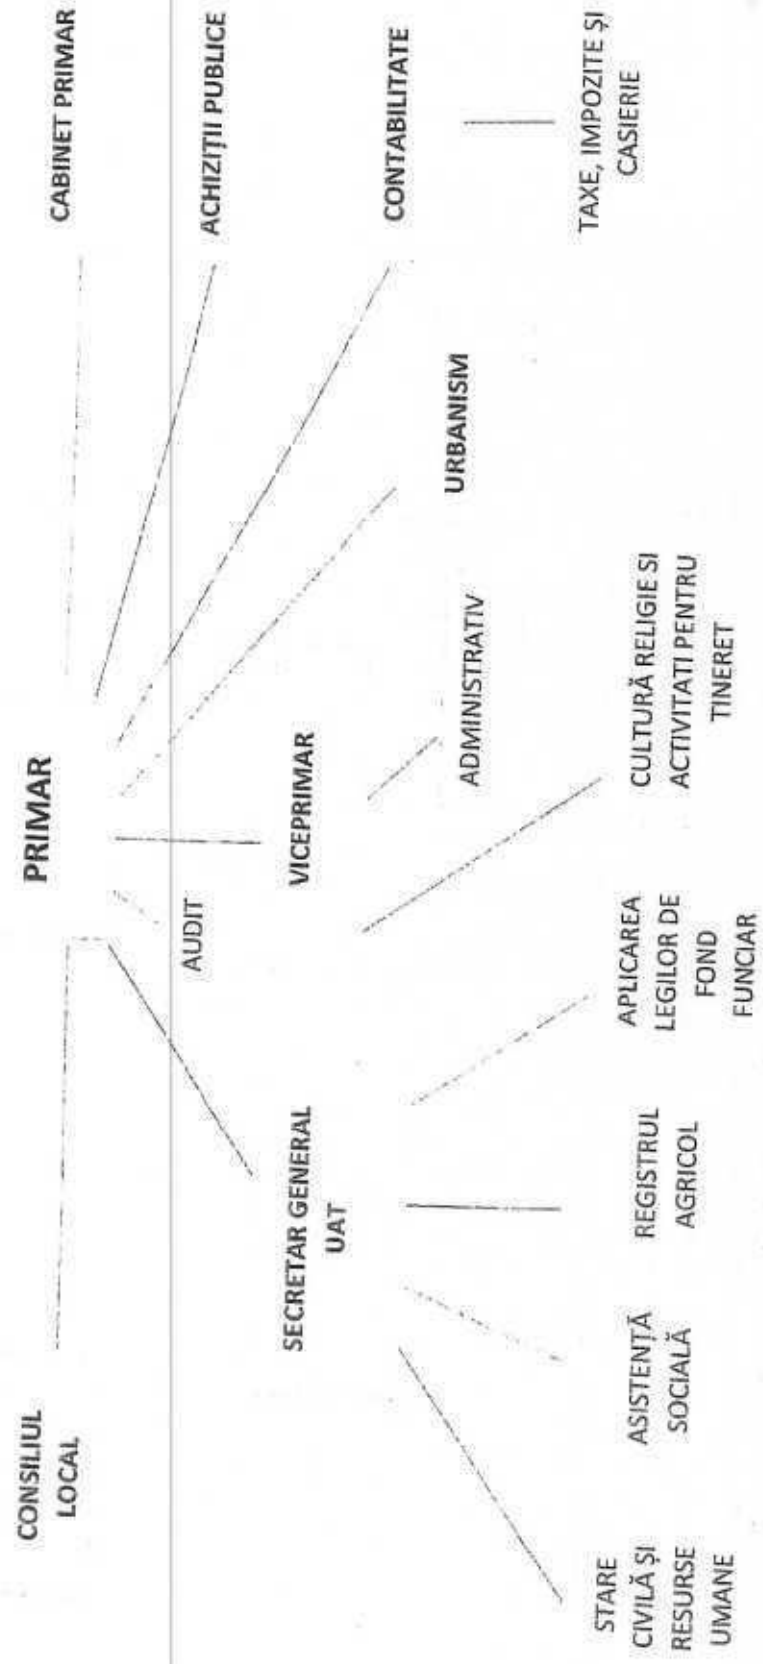 CONSILIUL
LOCAL
PRIMAR
CABINET PRIMAR
AUDIT
ACHIZIȚII PUBLICE
SECRETAR GENERAL
UAT
VICEPRIMAR
CONTABILITATE
ADMINISTRATIV
URBANISM
STARE
CIVILĂ ȘI
RESURSE
UMANE
ASISTENȚĂ
SOCIALĂ
REGISTRUL
AGRICOL
APLICAREA
LEGILOR DE
FOND
FUNCIAR
CULTURĂ RELIGIE SI
ACTIVITATI PENTRU
TINERET
TAXE, IMPOZITE ȘI
CASIERIE